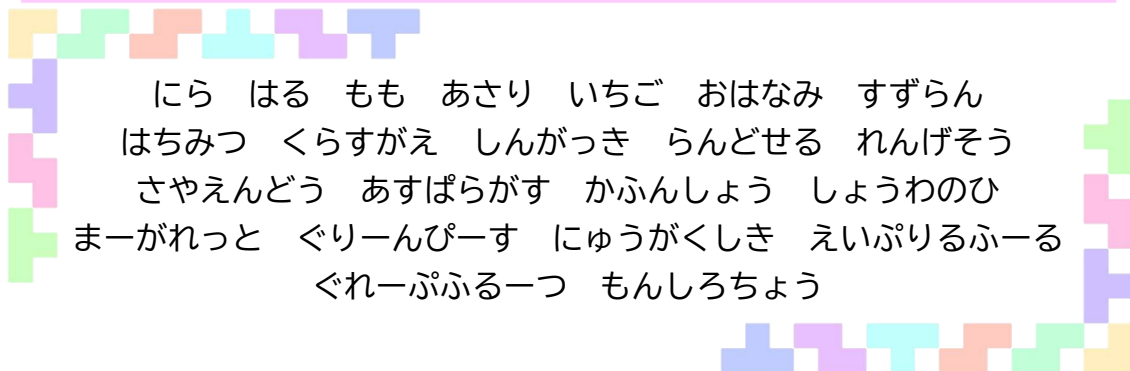 にら　はる　もも　あさり　いちご　おはなみ　すずらん
はちみつ　くらすがえ　しんがっき　らんどせる　れんげそう
さやえんどう　あすぱらがす　かふんしょう　しょうわのひ
まーがれっと　ぐりーんぴーす　にゅうがくしき　えいぷりるふーる
ぐれーぷふるーつ　もんしろちょう